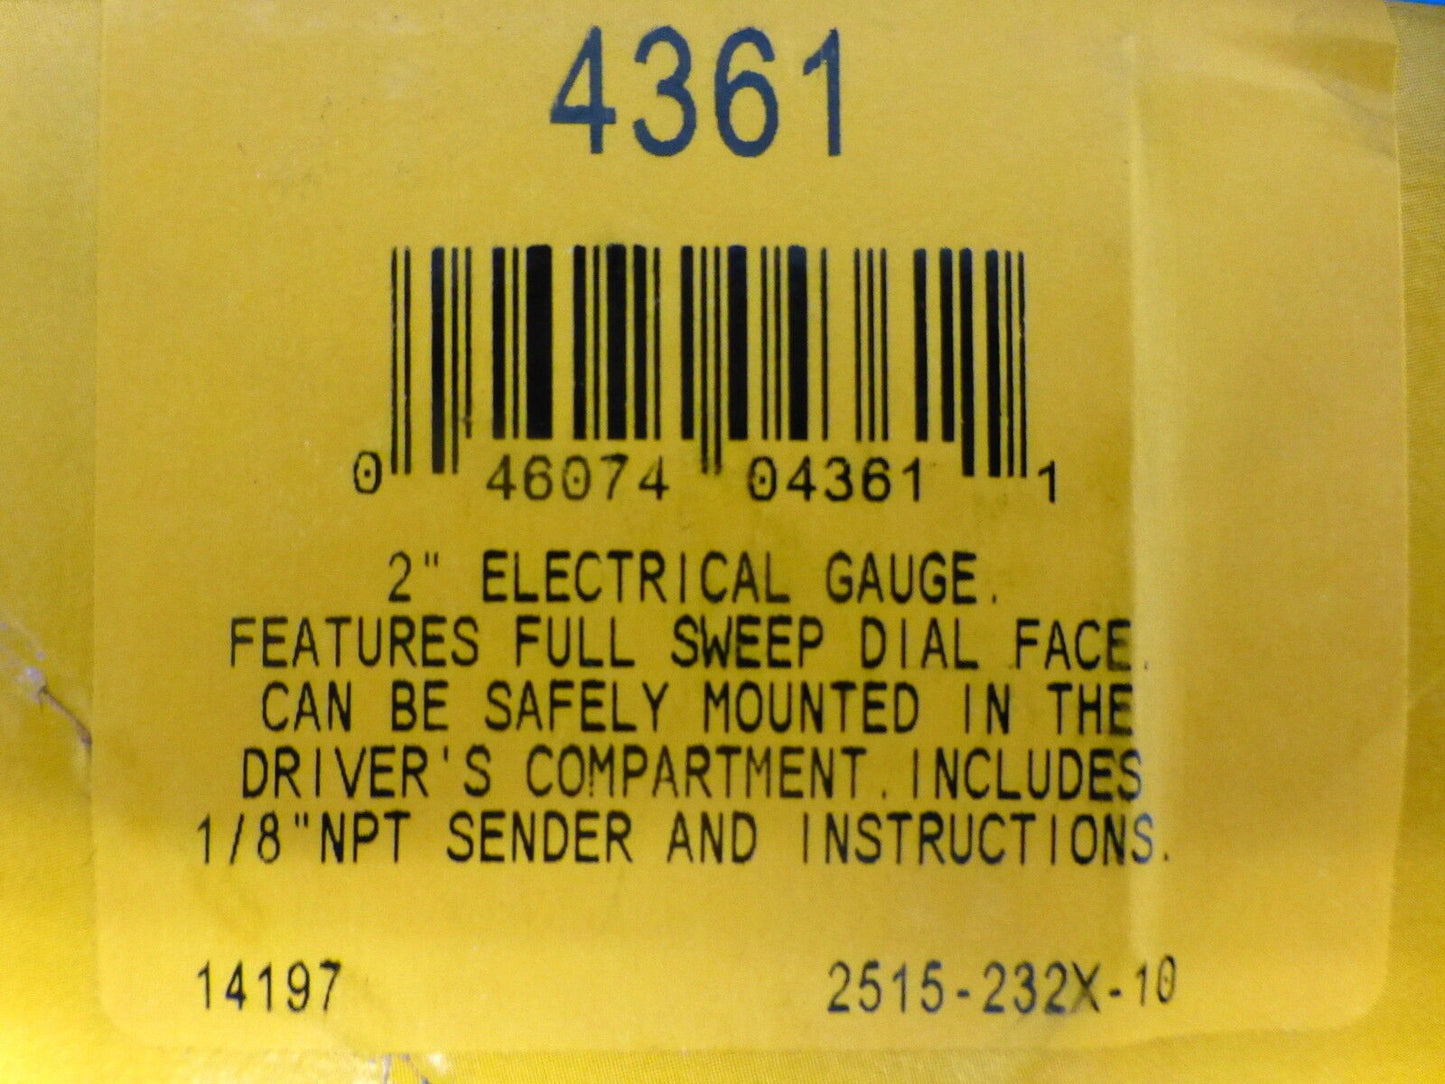 4361
0 46074 04361 1
2" ELECTRICAL GAUGE.
FEATURES FULL SWEEP DIAL FACE.
CAN BE SAFELY MOUNTED IN THE
DRIVER'S COMPARTMENT. INCLUDES
1/8"NPT SENDER AND INSTRUCTIONS.
14197 2515-232X-10